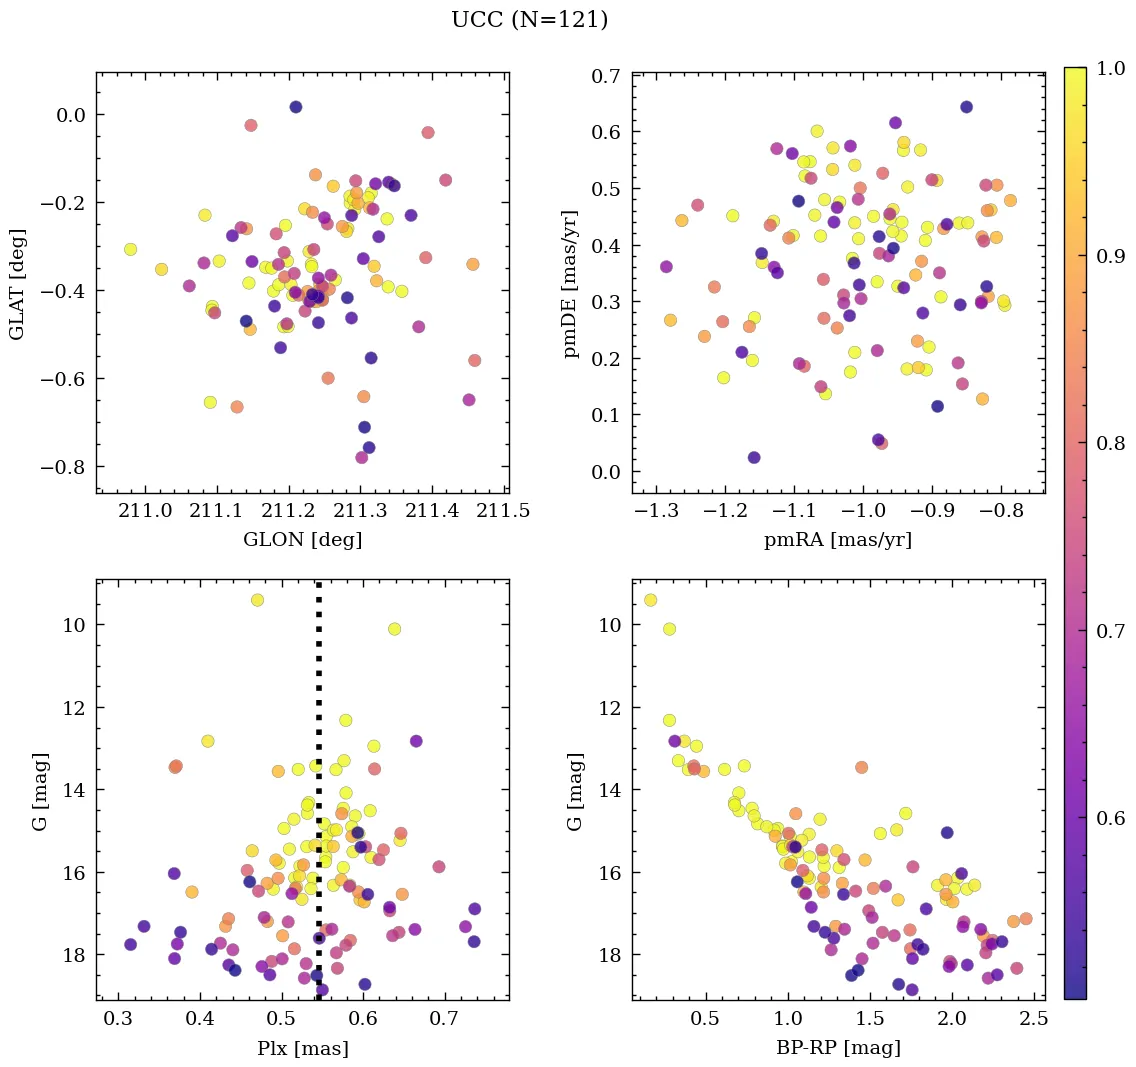 UCC (N=121)
0.0
−0.2
−0.4
−0.6
−0.8
GLAT [deg]
211.0 211.1 211.2 211.3 211.4 211.5
GLON [deg]
0.7
0.6
0.5
0.4
0.3
0.2
0.1
0.0
pmDE [mas/yr]
−1.3 −1.2 −1.1 −1.0 −0.9 −0.8
pmRA [mas/yr]
1.0
0.9
0.8
0.7
0.6
10
12
14
16
18
G [mag]
0.3 0.4 0.5 0.6 0.7
Plx [mas]
10
12
14
16
18
G [mag]
0.5 1.0 1.5 2.0 2.5
BP-RP [mag]